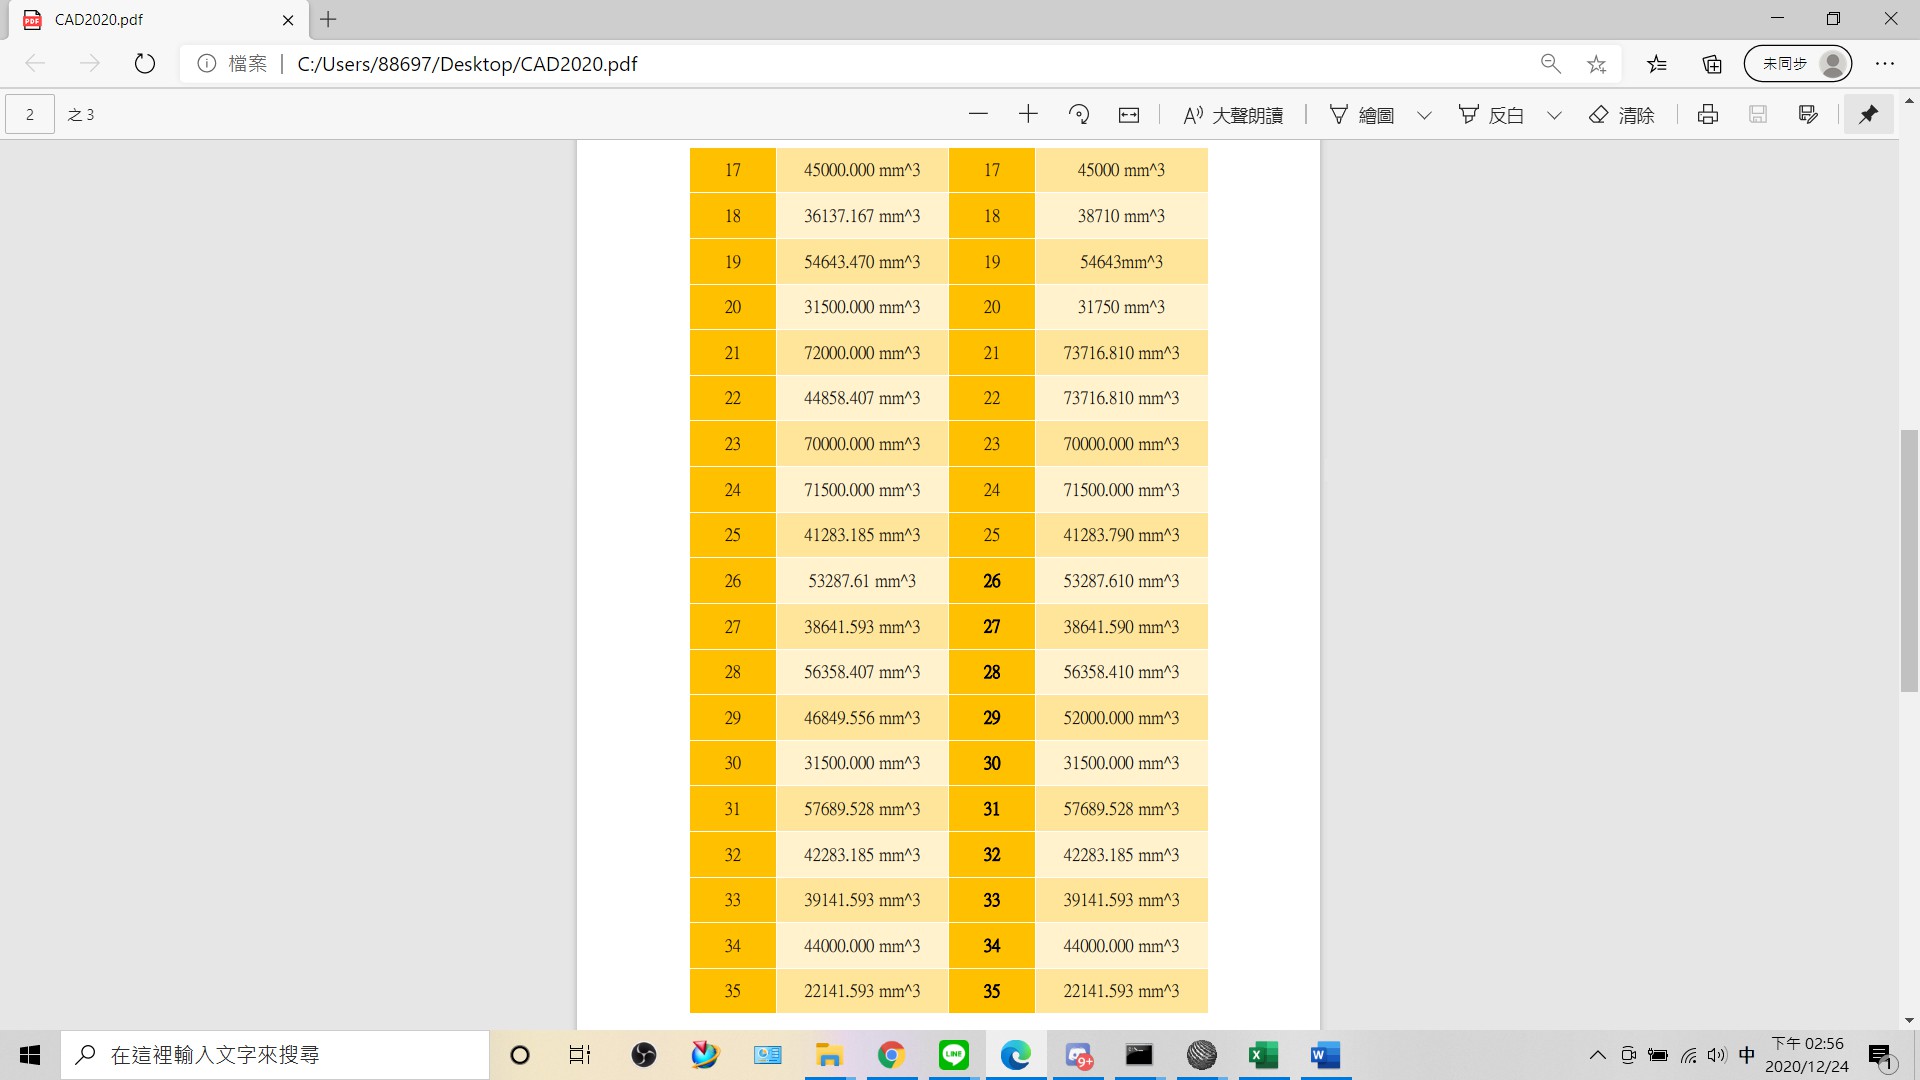 CAD2020.pdf
檔案 | C:/Users/88697/Desktop/CAD2020.pdf
未同步
2 之 3
大聲朗讀 繪圖 反白 清除
17 45000.000 mm^3 17 45000 mm^3
18 36137.167 mm^3 18 38710 mm^3
19 54643.470 mm^3 19 54643mm^3
20 31500.000 mm^3 20 31750 mm^3
21 72000.000 mm^3 21 73716.810 mm^3
22 44858.407 mm^3 22 73716.810 mm^3
23 70000.000 mm^3 23 70000.000 mm^3
24 71500.000 mm^3 24 71500.000 mm^3
25 41283.185 mm^3 25 41283.790 mm^3
26 53287.61 mm^3 26 53287.610 mm^3
27 38641.593 mm^3 27 38641.590 mm^3
28 56358.407 mm^3 28 56358.410 mm^3
29 46849.556 mm^3 29 52000.000 mm^3
30 31500.000 mm^3 30 31500.000 mm^3
31 57689.528 mm^3 31 57689.528 mm^3
32 42283.185 mm^3 32 42283.185 mm^3
33 39141.593 mm^3 33 39141.593 mm^3
34 44000.000 mm^3 34 44000.000 mm^3
35 22141.593 mm^3 35 22141.593 mm^3
在這裡輸入文字來搜尋
LINE
9+
中
下午 02:56
2020/12/24
1